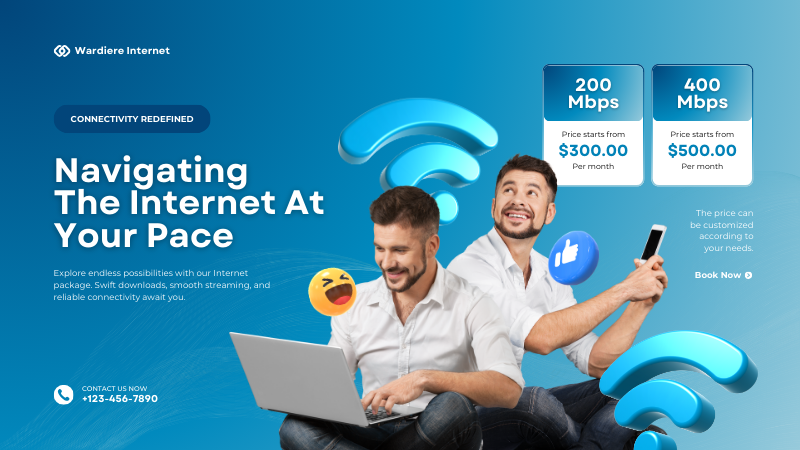 Wardiere Internet
CONNECTIVITY REDEFINED
Navigating
The Internet At
Your Pace
Explore endless possibilities with our Internet
package. Swift downloads, smooth streaming, and
reliable connectivity await you.
CONTACT US NOW
+123-456-7890
200
Mbps
Price starts from
$300.00
Per month
400
Mbps
Price starts from
$500.00
Per month
The price can
be customized
according to
your needs.
Book Now